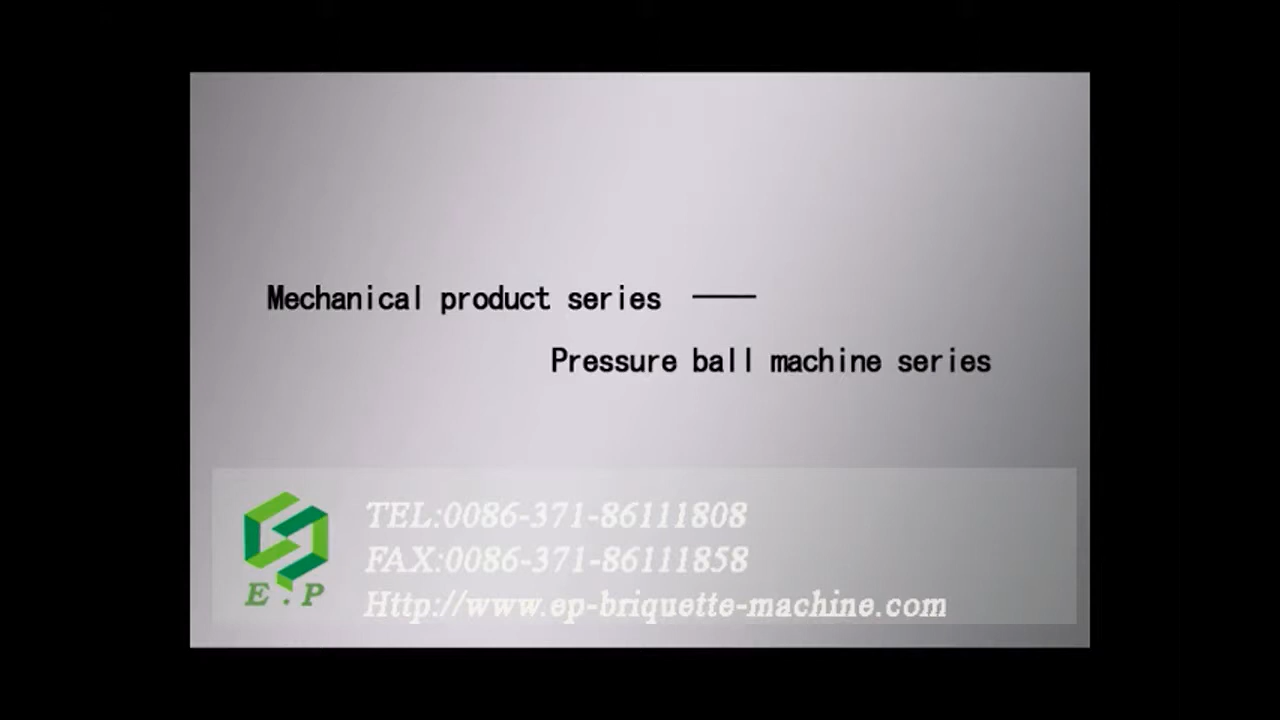 Mechanical product series ——
Pressure ball machine series
TEL:0086-371-86111808
FAX:0086-371-86111858
E.P
Http://www.ep-briquette-machine.com